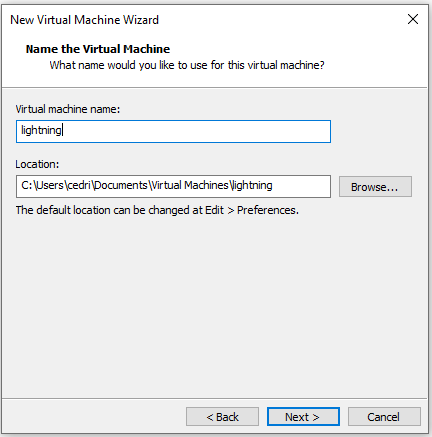 New Virtual Machine Wizard
Name the Virtual Machine
What name would you like to use for this virtual machine?
Virtual machine name:
lightning
Location:
C:\Users\cedri\Documents\Virtual Machines\lightning
Browse...
The default location can be changed at Edit > Preferences.
< Back
Next >
Cancel